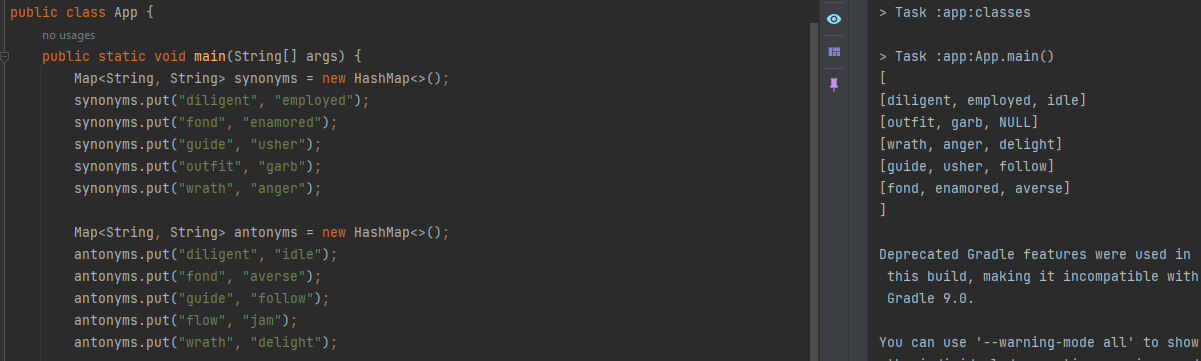 public class App {
no usages
public static void main(String[] args) {
Map<String, String> synonyms = new HashMap<>();
synonyms.put("diligent", "employed");
synonyms.put("fond", "enamored");
synonyms.put("guide", "usher");
synonyms.put("outfit", "garb");
synonyms.put("wrath", "anger");
Map<String, String> antonyms = new HashMap<>();
antonyms.put("diligent", "idle");
antonyms.put("fond", "averse");
antonyms.put("guide", "follow");
antonyms.put("flow", "jam");
antonyms.put("wrath", "delight");
> Task :app:classes
> Task :app:App.main()
[
[diligent, employed, idle]
[outfit, garb, NULL]
[wrath, anger, delight]
[guide, usher, follow]
[fond, enamored, averse]
]
Deprecated Gradle features were used in
this build, making it incompatible with
Gradle 9.0.
You can use '--warning-mode all' to show